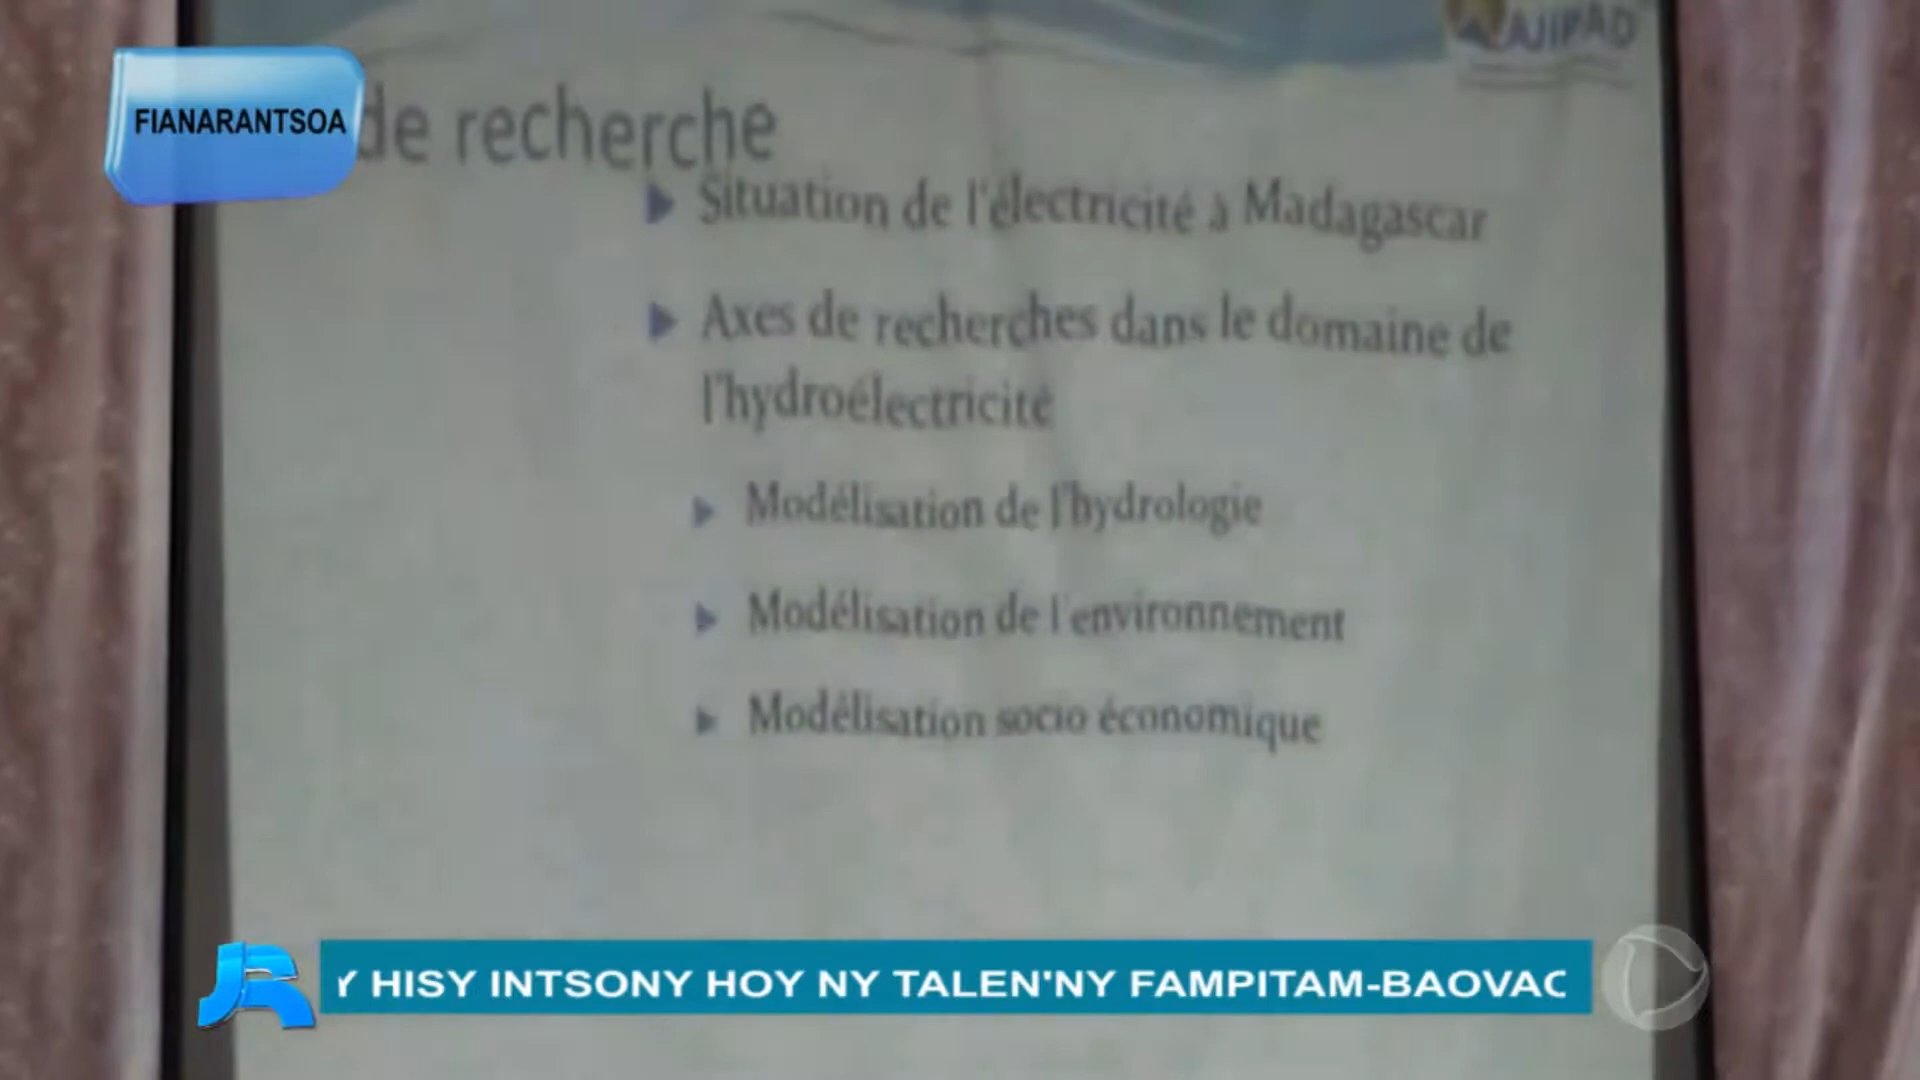 FIANARANTSOA
de recherche
Situation de l'électricité à Madagascar
Axes de recherches dans le domaine de
l'hydroélectricité
Modélisation de l'hydrologie
Modélisation de l'environnement
Modélisation socio économique
JR
Y HISY INTSONY HOY NY TALEN'NY FAMPITAM-BAOVAO